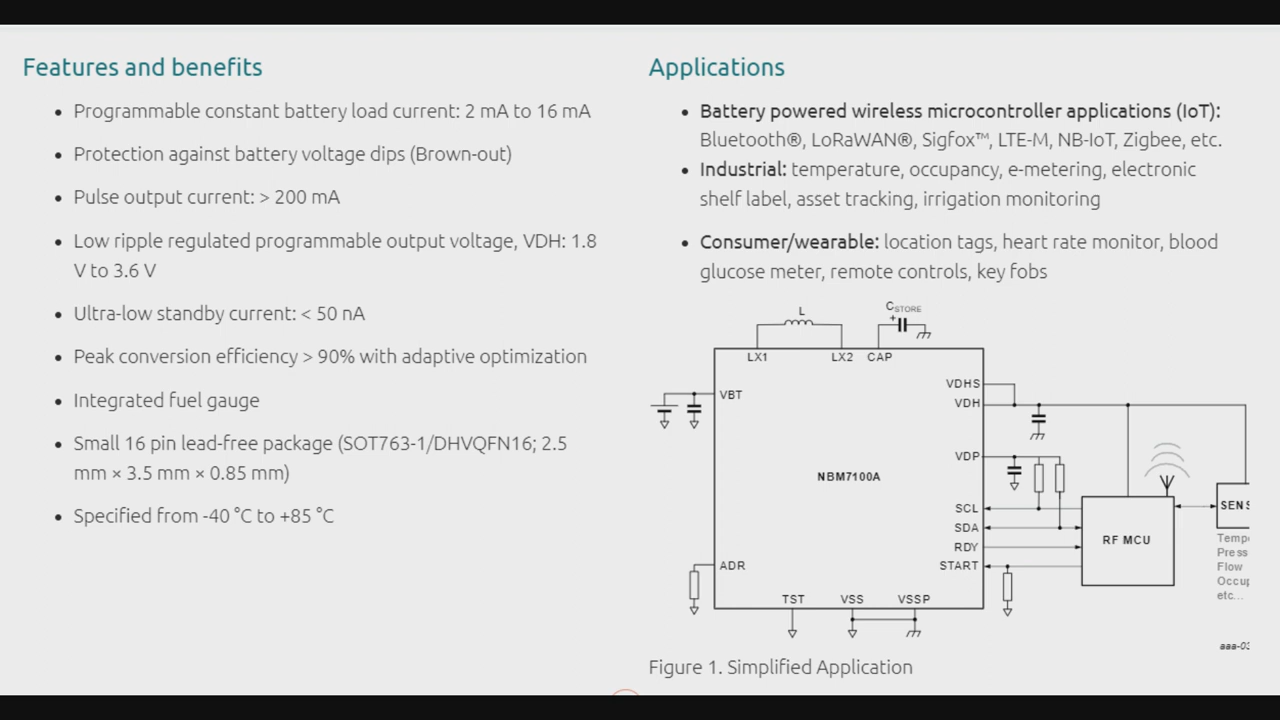 Features and benefits
• Programmable constant battery load current: 2 mA to 16 mA
• Protection against battery voltage dips (Brown-out)
• Pulse output current: > 200 mA
• Low ripple regulated programmable output voltage, VDH: 1.8
V to 3.6 V
• Ultra-low standby current: < 50 nA
• Peak conversion efficiency > 90% with adaptive optimization
• Integrated fuel gauge
• Small 16 pin lead-free package (SOT763-1/DHVQFN16; 2.5
mm × 3.5 mm × 0.85 mm)
• Specified from -40 °C to +85 °C
Applications
• Battery powered wireless microcontroller applications (IoT):
Bluetooth®, LoRaWAN®, Sigfox™, LTE-M, NB-IoT, Zigbee, etc.
• Industrial: temperature, occupancy, e-metering, electronic
shelf label, asset tracking, irrigation monitoring
• Consumer/wearable: location tags, heart rate monitor, blood
glucose meter, remote controls, key fobs
L
CSTORE
+
LX1
LX2
CAP
VBT
VDHS
VDH
VDP
NBM7100A
SCL
SDA
RDY
START
ADR
TST
VSS
VSSP
RF MCU
SENS
Tempe
Press
Flow
Occup
etc...
aaa-03
Figure 1. Simplified Application